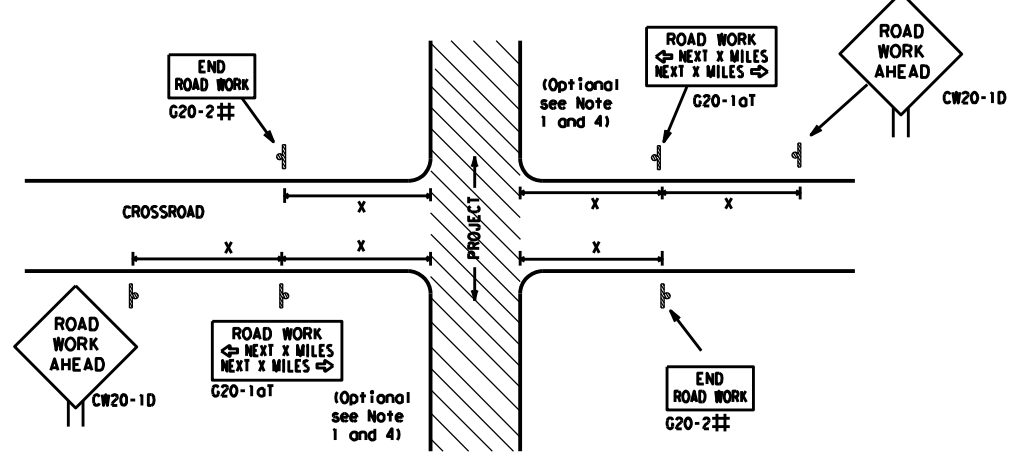 END
ROAD WORK
G20-2#
(Optional
see Note
1 and 4)
ROAD WORK
⇦ NEXT X MILES
NEXT X MILES ⇨
G20-1aT
ROAD
WORK
AHEAD
CW20-1D
X
X
X
CROSSROAD
PROJECT
X
X
X
ROAD
WORK
AHEAD
CW20-1D
ROAD WORK
⇦ NEXT X MILES
NEXT X MILES ⇨
G20-1aT
(Optional
see Note
1 and 4)
END
ROAD WORK
G20-2#